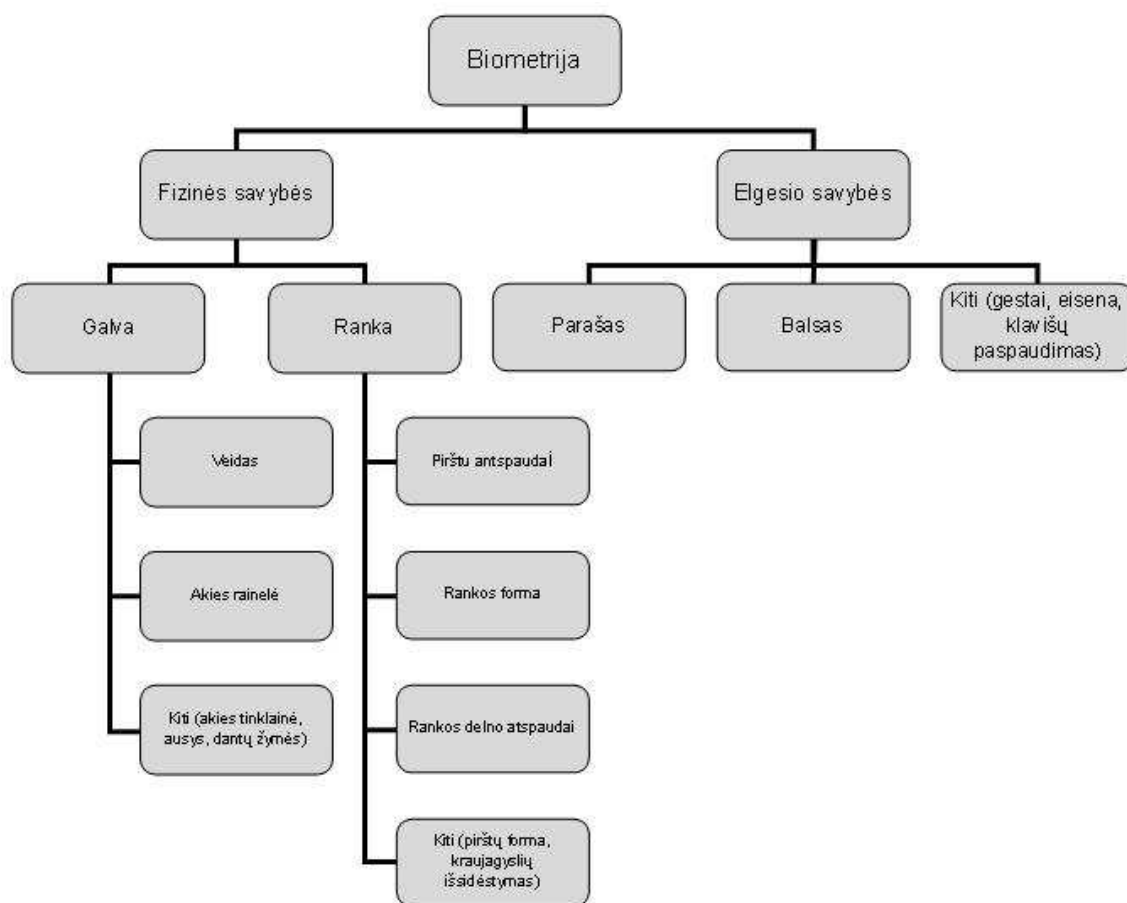 Biometrija
Fizinės savybės
Elgesio savybės
Galva
Ranka
Parašas
Balsas
Kiti (gestai, eisena,
klavišų
paspaudimas)
Veidas
Pirštu antspaudaİ
Akies rainelė
Rankos forma
Kiti (akies tinklainė,
ausys, dantų žymės)
Rankos delno atspaudai
Kiti (pirštų forma,
kraujagyslių
išsidėstymas)